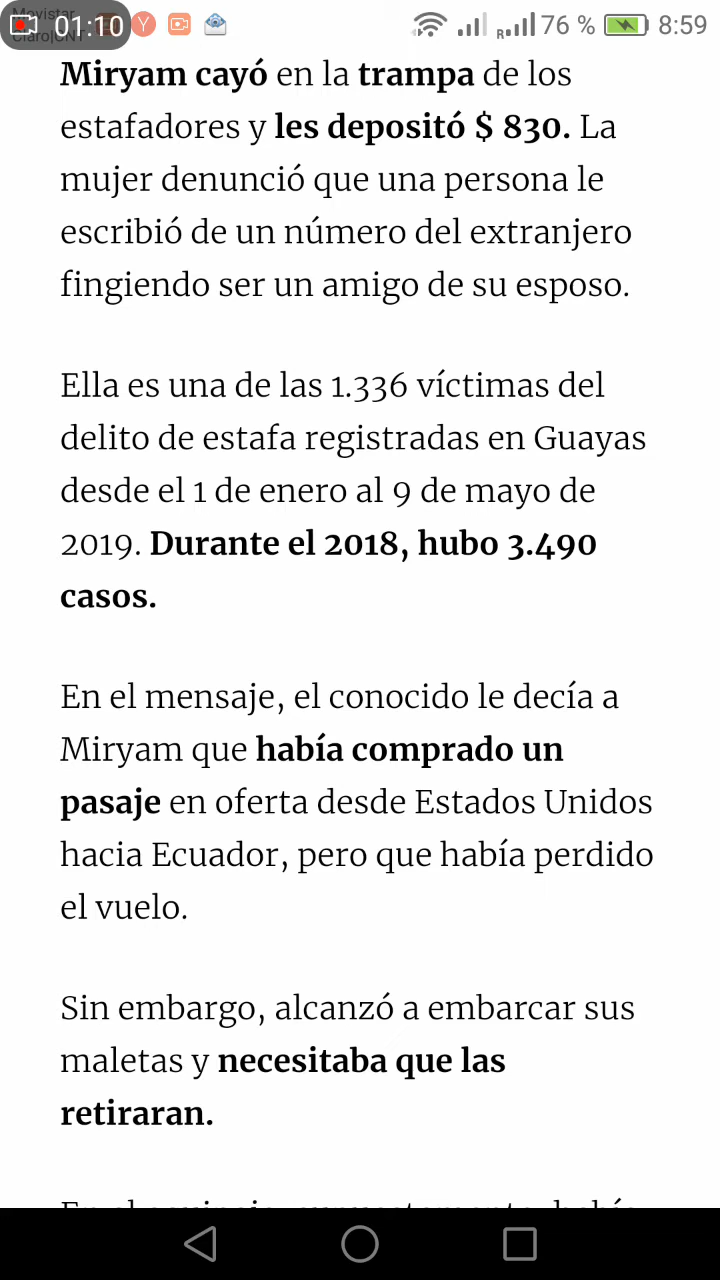 Movistar
01:10
Y
76 %
8:59
Miryam cayó en la trampa de los
estafadores y les depositó $ 830. La
mujer denunció que una persona le
escribió de un número del extranjero
fingiendo ser un amigo de su esposo.
Ella es una de las 1.336 víctimas del
delito de estafa registradas en Guayas
desde el 1 de enero al 9 de mayo de
2019. Durante el 2018, hubo 3.490
casos.
En el mensaje, el conocido le decía a
Miryam que había comprado un
pasaje en oferta desde Estados Unidos
hacia Ecuador, pero que había perdido
el vuelo.
Sin embargo, alcanzó a embarcar sus
maletas y necesitaba que las
retiraran.